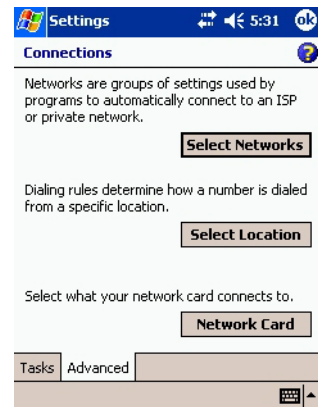 Settings 5:31 ok
Connections ?
Networks are groups of settings used by
programs to automatically connect to an ISP
or private network.
Select Networks
Dialing rules determine how a number is dialed
from a specific location.
Select Location
Select what your network card connects to.
Network Card
Tasks Advanced